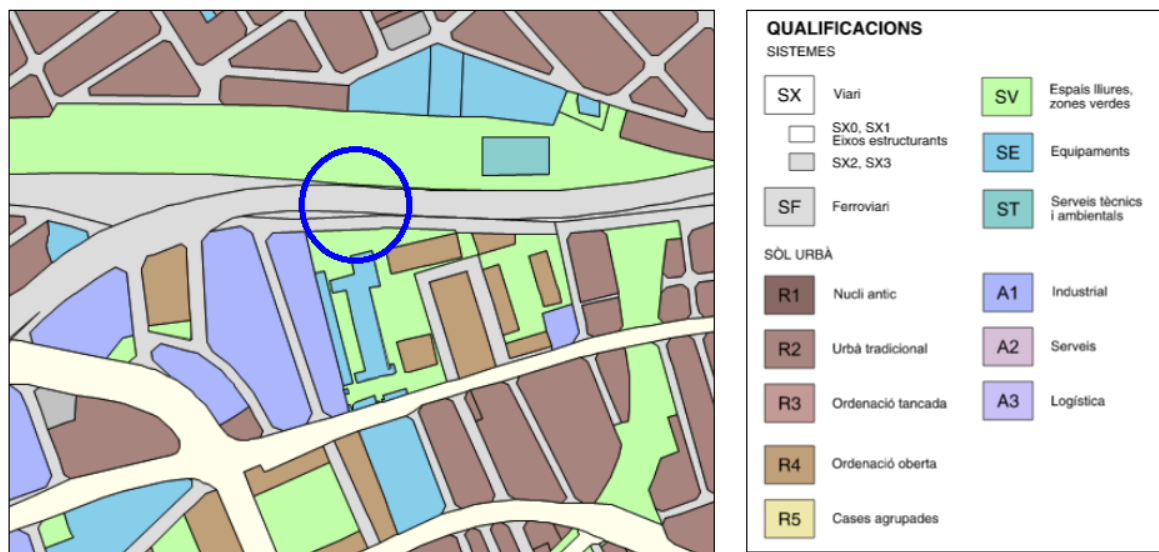 QUALIFICACIONS
SISTEMES
SX Viari
SX0, SX1
Eixos estructurants
SX2, SX3
SF Ferroviari
SV Espais lliures,
zones verdes
SE Equipaments
ST Serveis tècnics
i ambientals
SÒL URBÀ
R1 Nucli antic
R2 Urbà tradicional
R3 Ordenació tancada
R4 Ordenació oberta
R5 Cases agrupades
A1 Industrial
A2 Serveis
A3 Logística